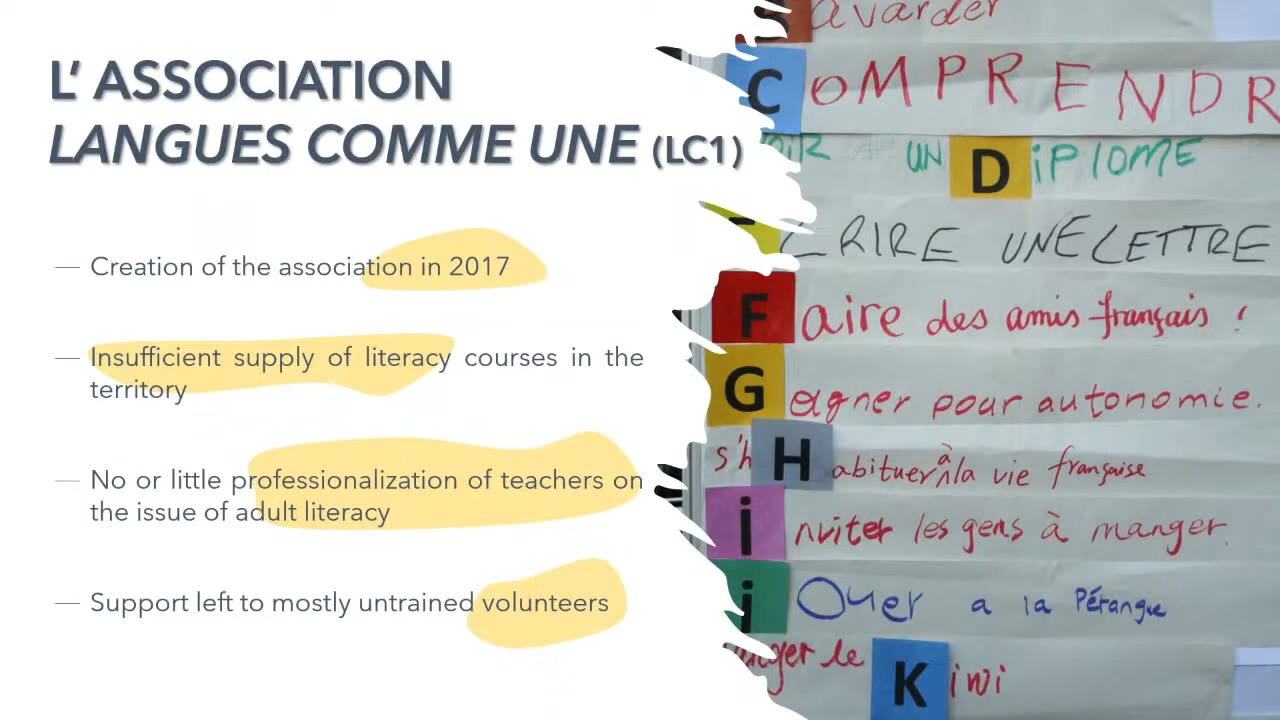 L' ASSOCIATION
LANGUES COMME UNE (LC1)
— Creation of the association in 2017
— Insufficient supply of literacy courses in the
territory
— No or little professionalization of teachers on
the issue of adult literacy
— Support left to mostly untrained volunteers
avarder
COMPRENDR
UN DiPlOME
CRIRE UNE LETTRE
Faire des amis français !
Gagner pour autonomie.
s'habituer à la vie française
inviter les gens à manger.
jOuer a la Pétanque
le Kiwi